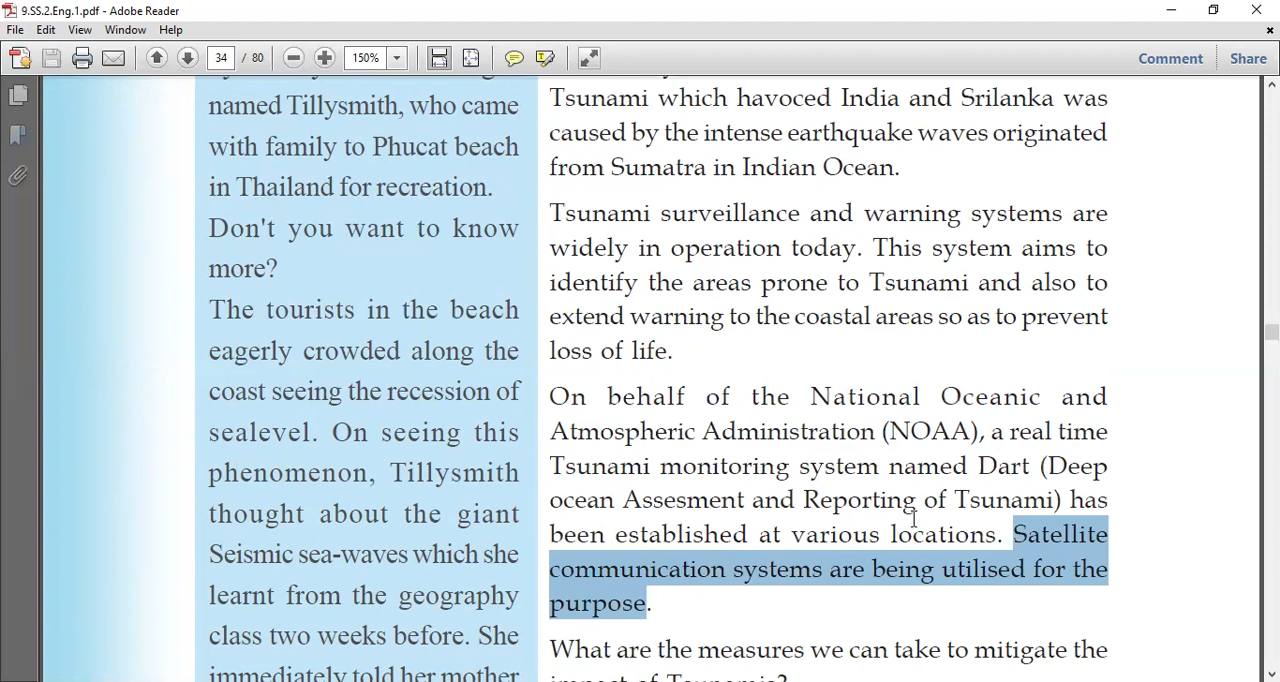 9.SS.2.Eng.1.pdf - Adobe Reader
File Edit View Window Help
34 / 80 150% Comment Share
named Tillysmith, who came
with family to Phucat beach
in Thailand for recreation.
Don't you want to know
more?
The tourists in the beach
eagerly crowded along the
coast seeing the recession of
sealevel. On seeing this
phenomenon, Tillysmith
thought about the giant
Seismic sea-waves which she
learnt from the geography
class two weeks before. She
immediately told her mother
Tsunami which havoced India and Srilanka was
caused by the intense earthquake waves originated
from Sumatra in Indian Ocean.
Tsunami surveillance and warning systems are
widely in operation today. This system aims to
identify the areas prone to Tsunami and also to
extend warning to the coastal areas so as to prevent
loss of life.
On behalf of the National Oceanic and
Atmospheric Administration (NOAA), a real time
Tsunami monitoring system named Dart (Deep
ocean Assesment and Reporting of Tsunami) has
been established at various locations. Satellite
communication systems are being utilised for the
purpose.
What are the measures we can take to mitigate the
impact of Tsunamis?